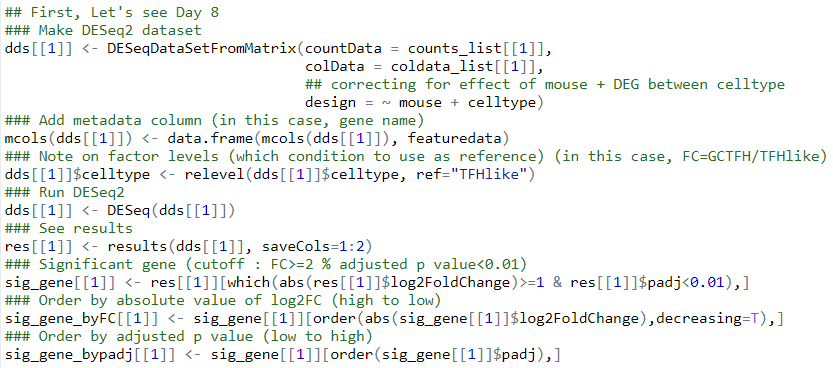 ## First, Let's see Day 8
### Make DESeq2 dataset
dds[[1]] <- DESeqDataSetFromMatrix(countData = counts_list[[1]],
                                   colData = coldata_list[[1]],
                                   ## correcting for effect of mouse + DEG between celltype
                                   design = ~ mouse + celltype)
### Add metadata column (in this case, gene name)
mcols(dds[[1]]) <- data.frame(mcols(dds[[1]]), featuredata)
### Note on factor levels (which condition to use as reference) (in this case, FC=GCTFH/TFHlike)
dds[[1]]$celltype <- relevel(dds[[1]]$celltype, ref="TFHlike")
### Run DESeq2
dds[[1]] <- DESeq(dds[[1]])
### See results
res[[1]] <- results(dds[[1]], saveCols=1:2)
### Significant gene (cutoff : FC>=2 % adjusted p value<0.01)
sig_gene[[1]] <- res[[1]][which(abs(res[[1]]$log2FoldChange)>=1 & res[[1]]$padj<0.01),]
### Order by absolute value of log2FC (high to low)
sig_gene_byFC[[1]] <- sig_gene[[1]][order(abs(sig_gene[[1]]$log2FoldChange),decreasing=T),]
### Order by adjusted p value (low to high)
sig_gene_bypadj[[1]] <- sig_gene[[1]][order(sig_gene[[1]]$padj),]